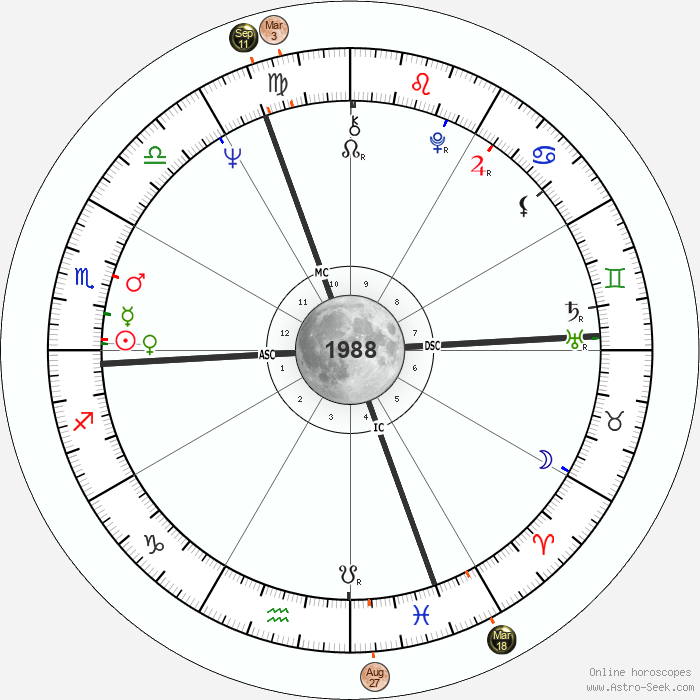 Sep
11
Mar
3
R
R
R
MC
10
9
11
8
12
7
R
R
1988
ASC
DSC
1
6
2
5
3
4
IC
R
Mar
18
Aug
27
Online horoscopes
www.Astro-Seek.com